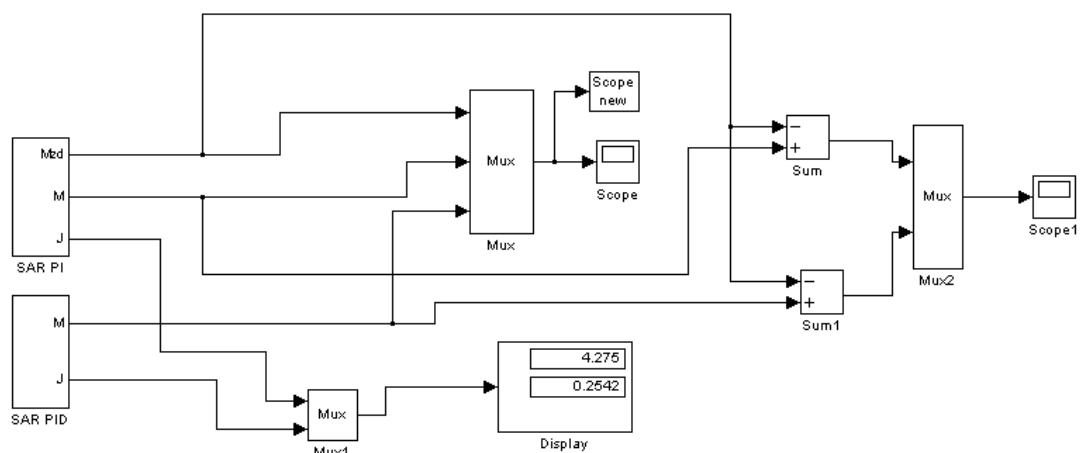 Mzd
M
J
SAR PI
M
J
SAR PID
Mux
Mux
Scope
new
Scope
Mux
Mux1
4.275
0.2542
Display
−
+
Sum
−
+
Sum1
Mux
Mux2
Scope1